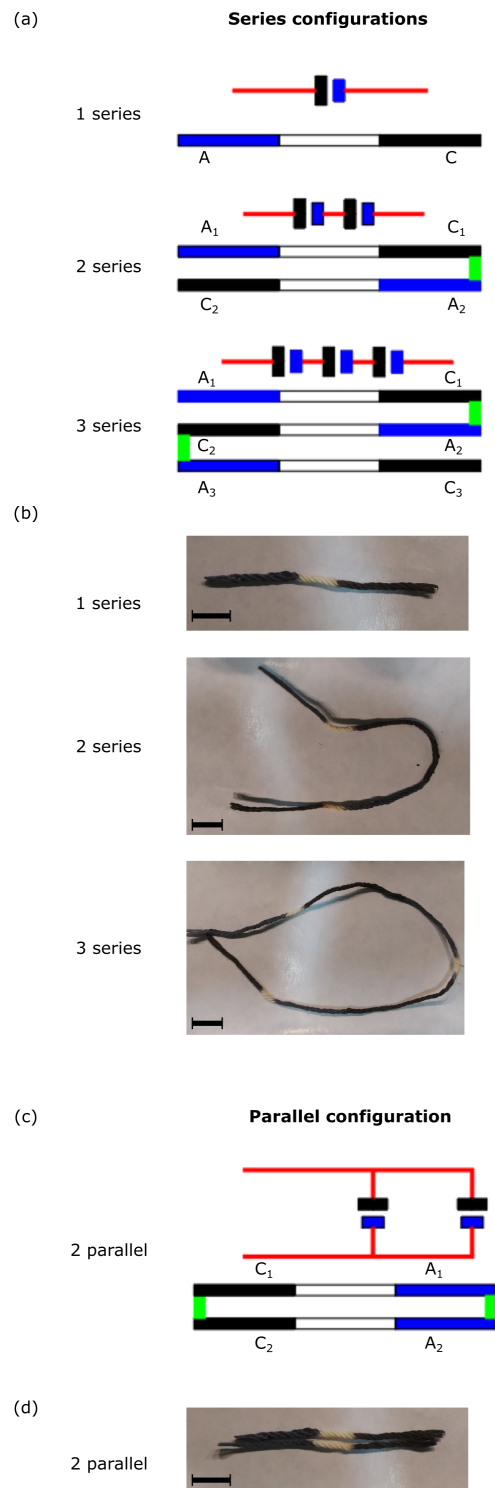 (a) Series configurations
1 series
A C
A₁ C₁
2 series
C₂ A₂
A₁ C₁
3 series
C₂ A₂
A₃ C₃
(b)
1 series
2 series
3 series
(c) Parallel configuration
2 parallel
C₁ A₁
C₂ A₂
(d)
2 parallel